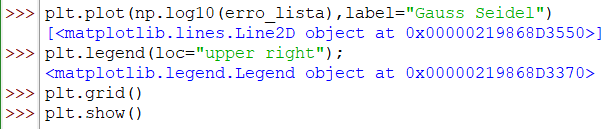 >>> plt.plot(np.log10(erro_lista),label="Gauss Seidel")
[<matplotlib.lines.Line2D object at 0x00000219868D3550>]
>>> plt.legend(loc="upper right");
<matplotlib.legend.Legend object at 0x00000219868D3370>
>>> plt.grid()
>>> plt.show()